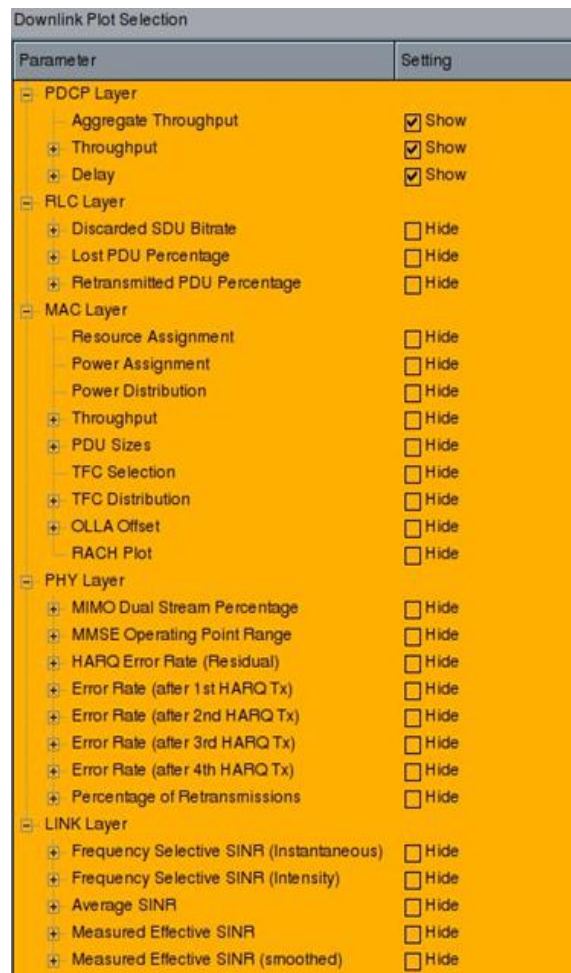 Downlink Plot Selection
Parameter Setting
PDCP Layer
Aggregate Throughput Show
Throughput Show
Delay Show
RLC Layer
Discarded SDU Bitrate Hide
Lost PDU Percentage Hide
Retransmitted PDU Percentage Hide
MAC Layer
Resource Assignment Hide
Power Assignment Hide
Power Distribution Hide
Throughput Hide
PDU Sizes Hide
TFC Selection Hide
TFC Distribution Hide
OLLA Offset Hide
RACH Plot Hide
PHY Layer
MIMO Dual Stream Percentage Hide
MMSE Operating Point Range Hide
HARQ Error Rate (Residual) Hide
Error Rate (after 1st HARQ Tx) Hide
Error Rate (after 2nd HARQ Tx) Hide
Error Rate (after 3rd HARQ Tx) Hide
Error Rate (after 4th HARQ Tx) Hide
Percentage of Retransmissions Hide
LINK Layer
Frequency Selective SINR (Instantaneous) Hide
Frequency Selective SINR (Intensity) Hide
Average SINR Hide
Measured Effective SINR Hide
Measured Effective SINR (smoothed) Hide